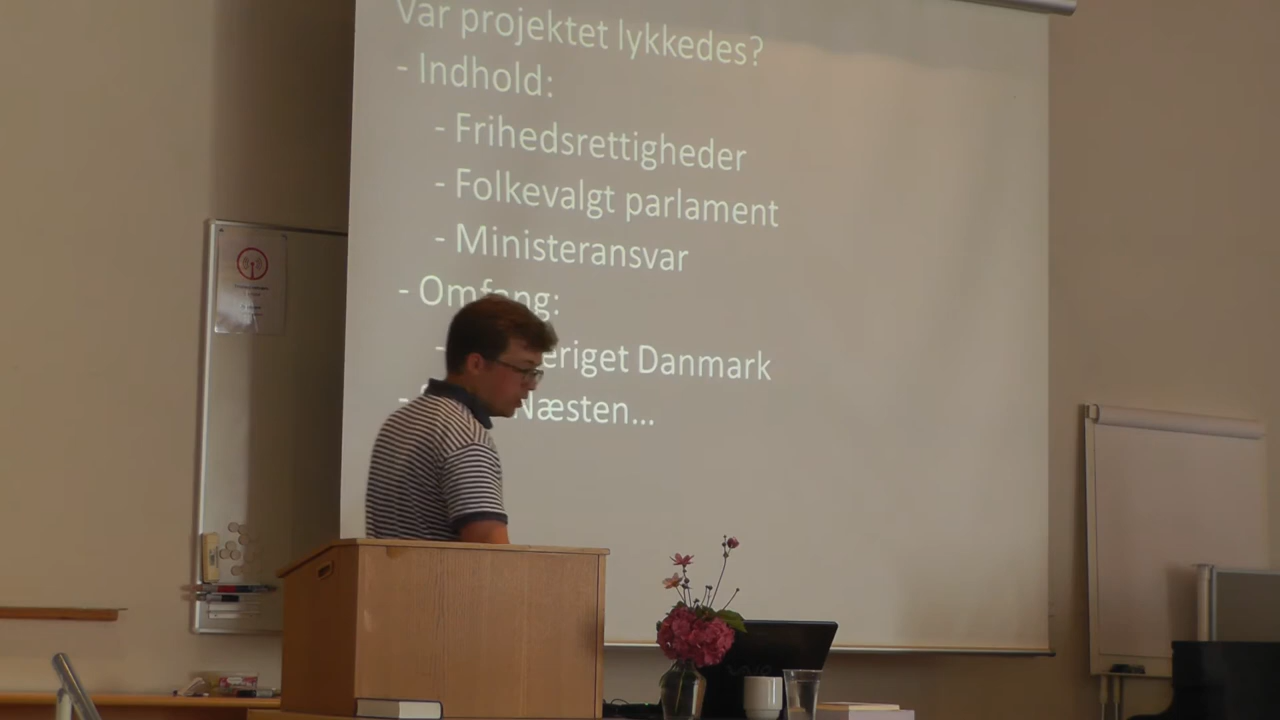 Var projektet lykkedes?
- Indhold:
- Frihedsrettigheder
- Folkevalgt parlament
- Ministeransvar
- Omfang:
- eriget Danmark
- Næsten...